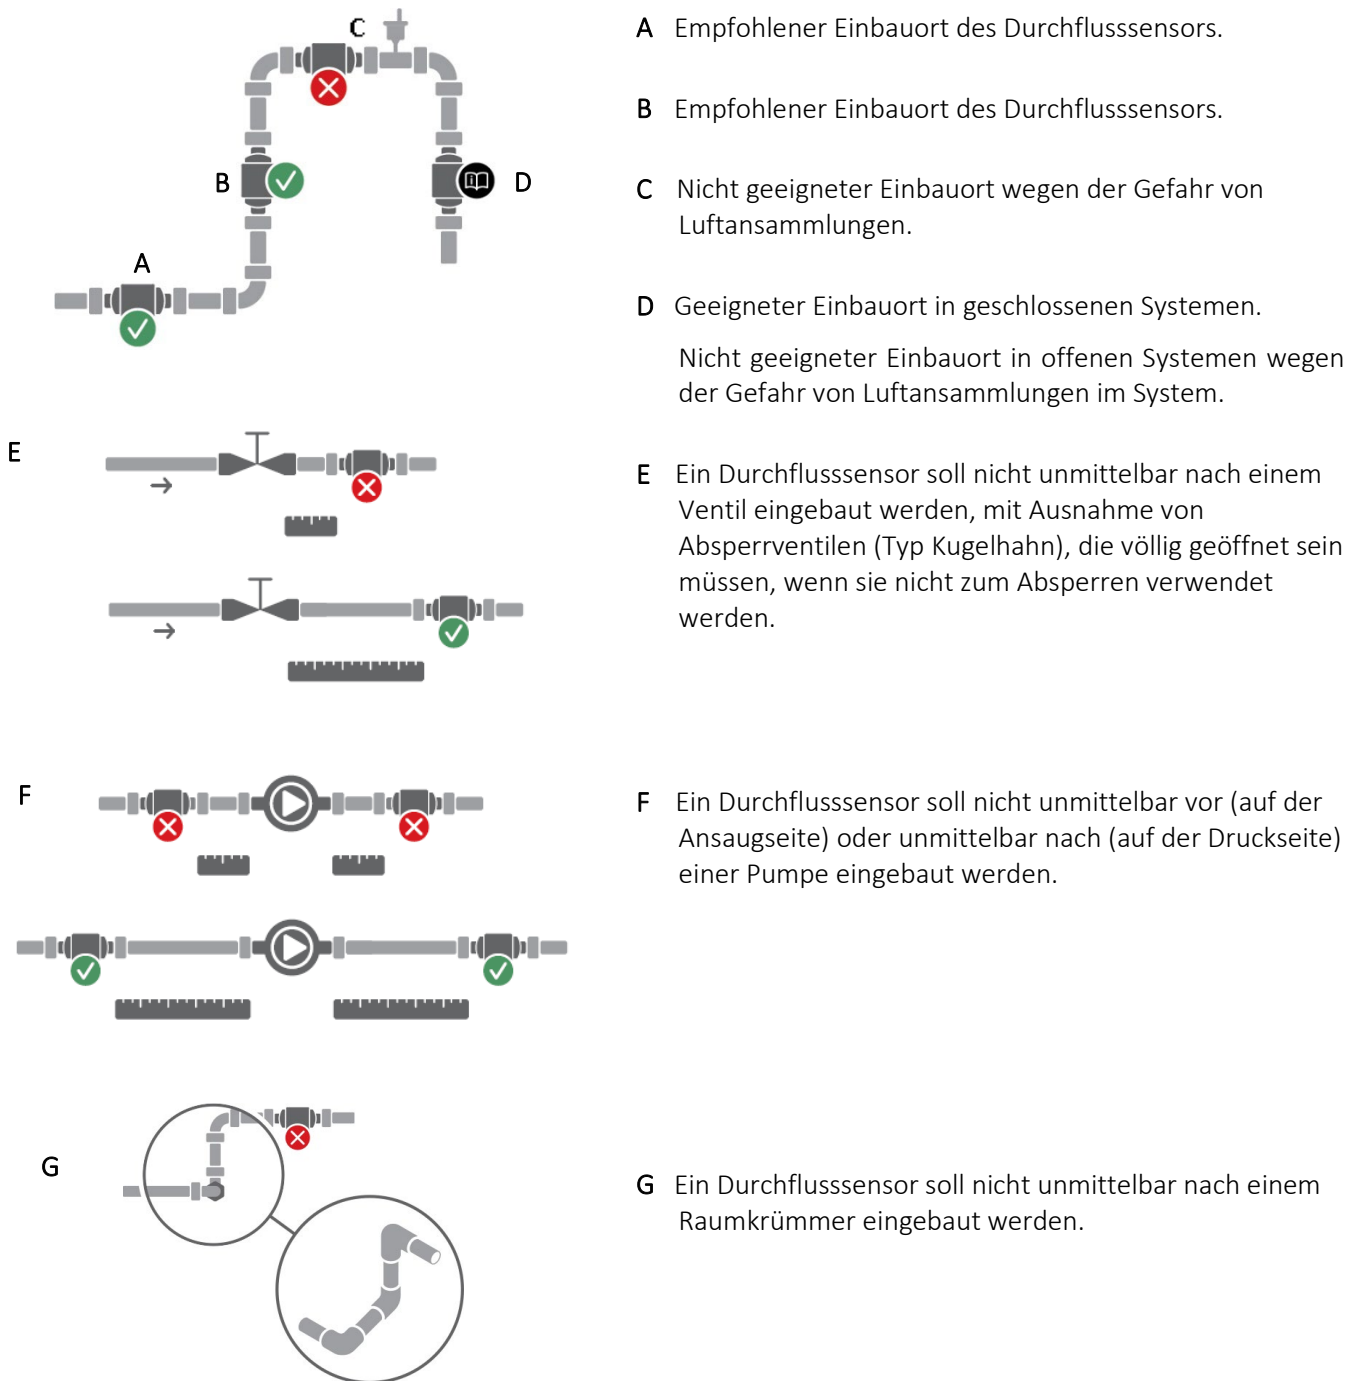 C
B
D
A
E
F
G
A Empfohlener Einbauort des Durchflusssensors.
B Empfohlener Einbauort des Durchflusssensors.
C Nicht geeigneter Einbauort wegen der Gefahr von
Luftansammlungen.
D Geeigneter Einbauort in geschlossenen Systemen.
Nicht geeigneter Einbauort in offenen Systemen wegen
der Gefahr von Luftansammlungen im System.
E Ein Durchflusssensor soll nicht unmittelbar nach einem
Ventil eingebaut werden, mit Ausnahme von
Absperrventilen (Typ Kugelhahn), die völlig geöffnet sein
müssen, wenn sie nicht zum Absperren verwendet
werden.
F Ein Durchflusssensor soll nicht unmittelbar vor (auf der
Ansaugseite) oder unmittelbar nach (auf der Druckseite)
einer Pumpe eingebaut werden.
G Ein Durchflusssensor soll nicht unmittelbar nach einem
Raumkrümmer eingebaut werden.